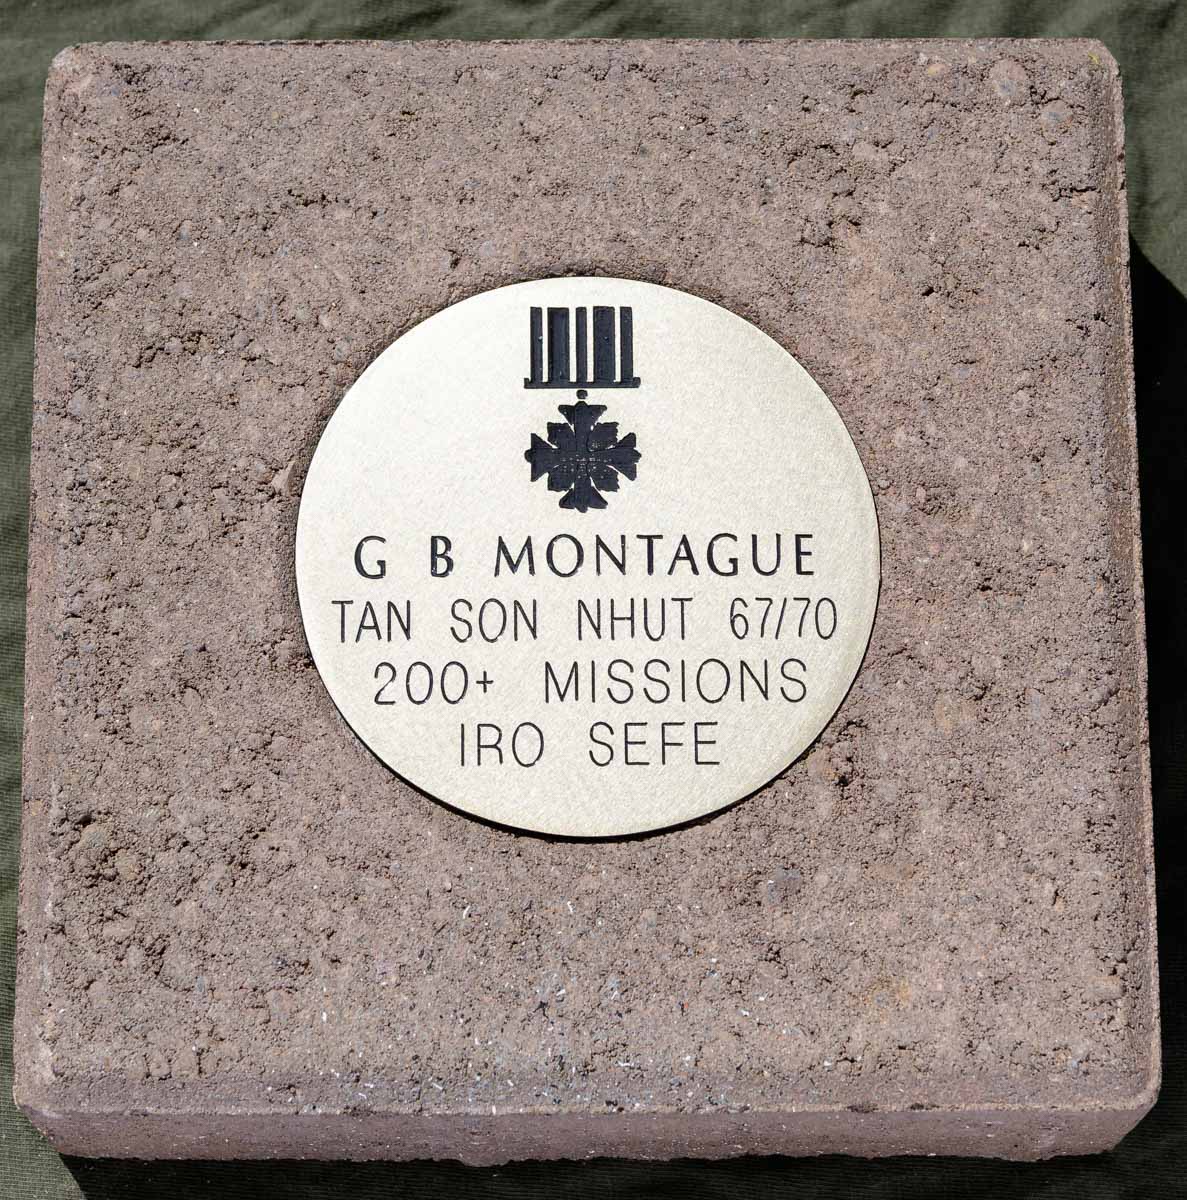 G B MONTAGUE
TAN SON NHUT 67/70
200+ MISSIONS
IRO SEFE